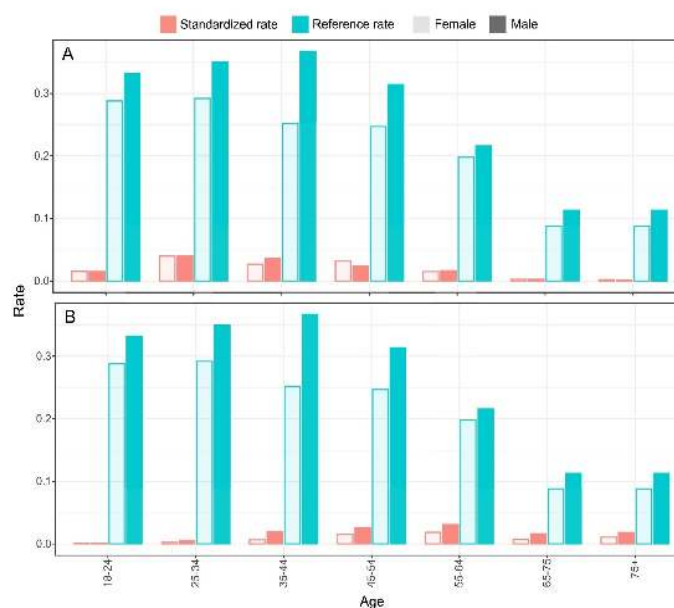 Standardized rate Reference rate Female Male
A
0.3
0.2
0.1
0.0
Rate
B
0.3
0.2
0.1
0.0
18-24 25-34 35-44 45-54 55-64 65-75 75+
Age